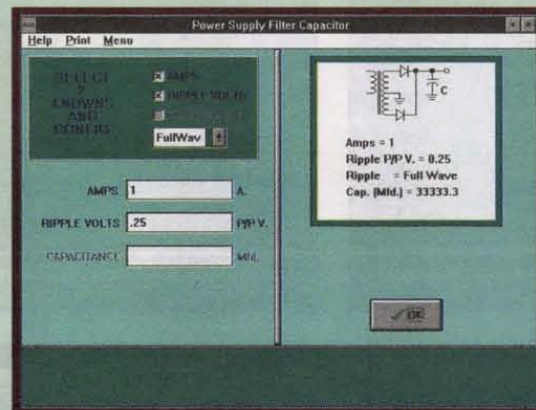 Power Supply Filter Capacitor
Help Print Menu
SELECT
2
KNOWNS
AND
CONFIG
AMPS
RIPPLE VOLTS
FullWav
AMPS 1 A.
RIPPLE VOLTS .25 P/P V.
CAPACITANCE Mfd.
C
Amps = 1
Ripple P/P V. = 0.25
Ripple = Full Wave
Cap. (Mfd.) = 33333.3
OK